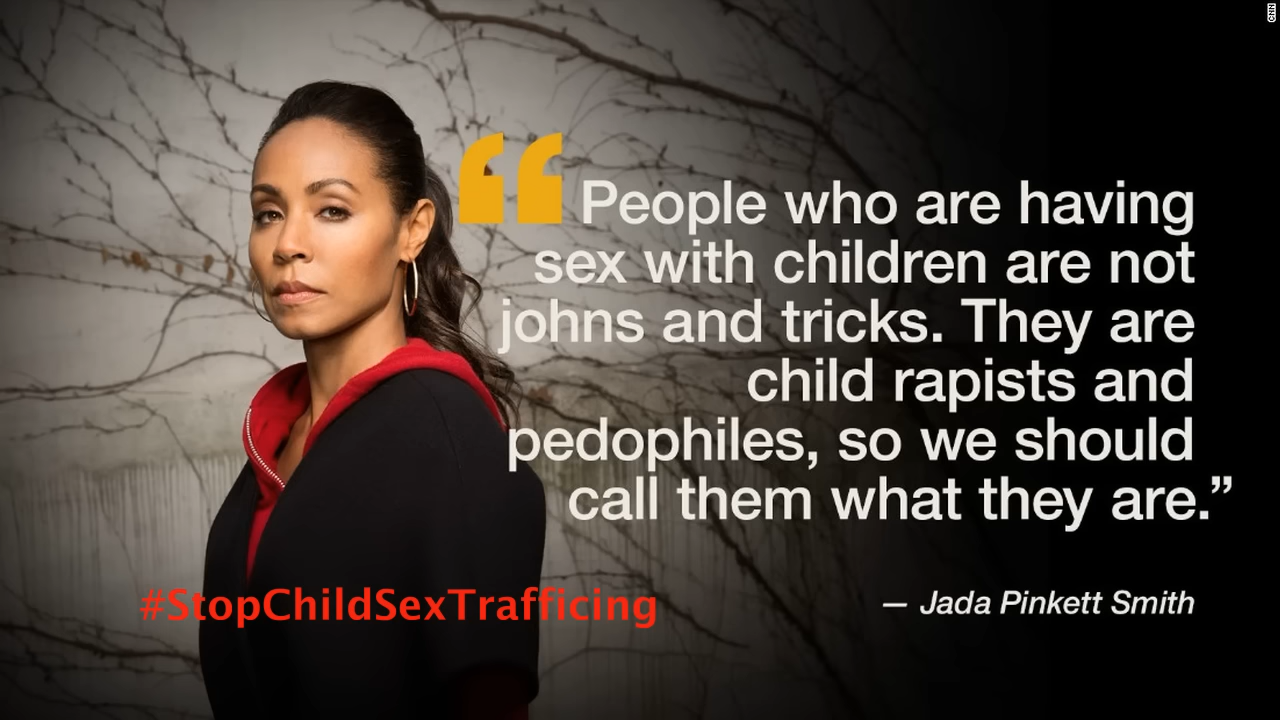 CNN
“People who are having
sex with children are not
johns and tricks. They are
child rapists and
pedophiles, so we should
call them what they are.”
#StopChildSexTrafficing
— Jada Pinkett Smith